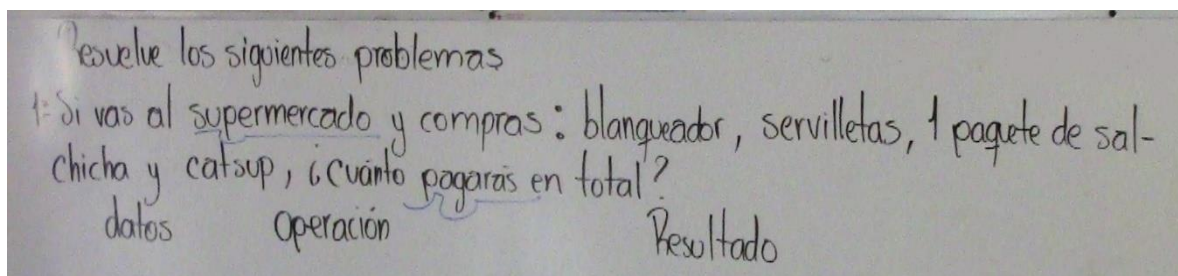 Resuelve los siguientes problemas
1= Si vas al supermercado y compras: blanqueador, servilletas, 1 paquete de sal-
chicha y catsup, ¿Cuánto pagarás en total?
datos operación Resultado